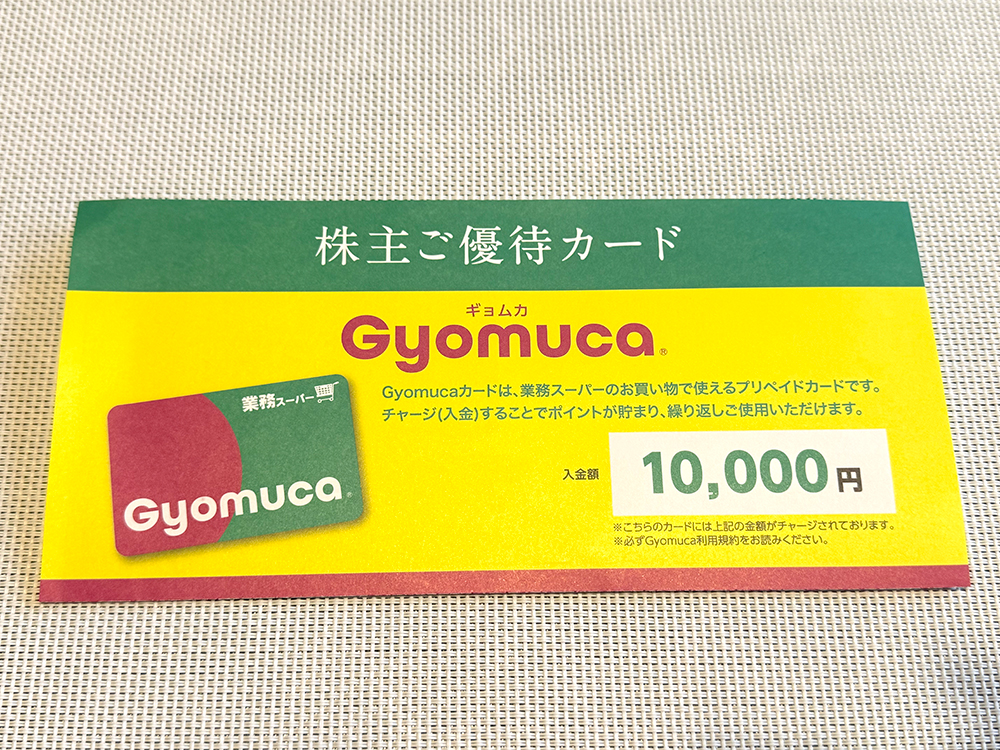 株主ご優待カード
ギョムカ
Gyomuca®
Gyomucaカードは、業務スーパーのお買い物で使えるプリペイドカードです。
チャージ(入金)することでポイントが貯まり、繰り返しご使用いただけます。
業務スーパー
Gyomuca®
入金額
10,000円
※こちらのカードには上記の金額がチャージされております。
※必ずGyomuca利用規約をお読みください。